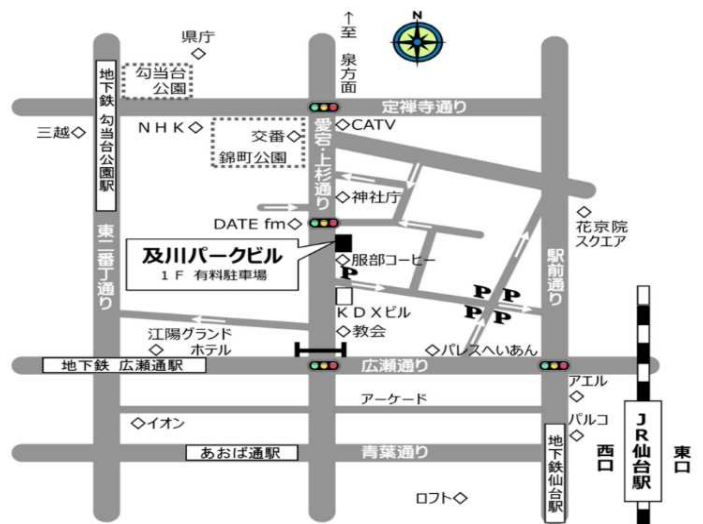 N
↑至 泉方面
県庁
勾当台
公園
地下鉄 勾当台公園駅
定禅寺通り
三越
NHK
交番
錦町公園
CATV
愛宕・上杉通り
神社庁
DATE fm
花京院
スクエア
東二番丁通り
及川パークビル
1F 有料駐車場
服部コーヒー
駅前通り
P
P P
P P
KDXビル
教会
江陽グランド
ホテル
パレスへいあん
地下鉄 広瀬通駅
広瀬通り
アエル
アーケード
イオン
パルコ
あおば通駅
青葉通り
地下鉄仙台駅
西口
JR仙台駅
東口
ロフト